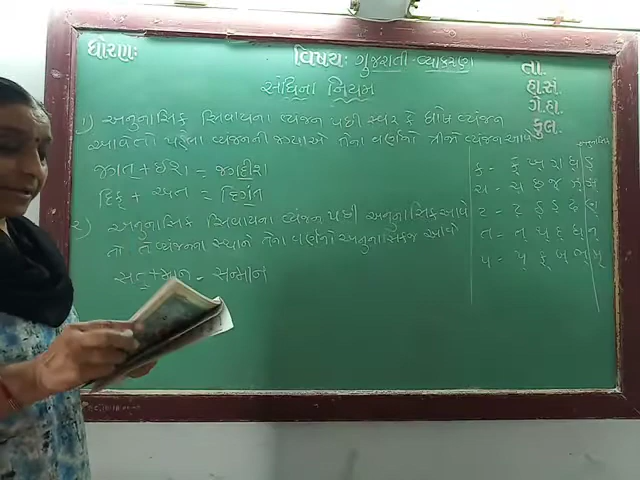 ધોરણઃ
વિષયઃ ગુજરાતી - વ્યાકરણ
તા.
હા.સં.
ગે.હા.
કુલ.
સંધિના નિયમ
૧) અનુનાસિક સિવાયના વ્યંજન પછી સ્વર કે ઘોષ વ્યંજન
આવે તો પહેલા વ્યંજનની જગ્યાએ તેના વર્ગનો ત્રીજો વ્યંજન આવે
જગત્ + ઈશ = જગદીશ
દિક્ + અંત = દિગંત
૨) અનુનાસિક સિવાયના વ્યંજન પછી અનુનાસિક આવે
તો તે વ્યંજનના સ્થાને તેના વર્ગનો અનુનાસિક જ આવે
સત્ + માન = સન્માન
ક -
ચ -
ટ -
ત -
પ -